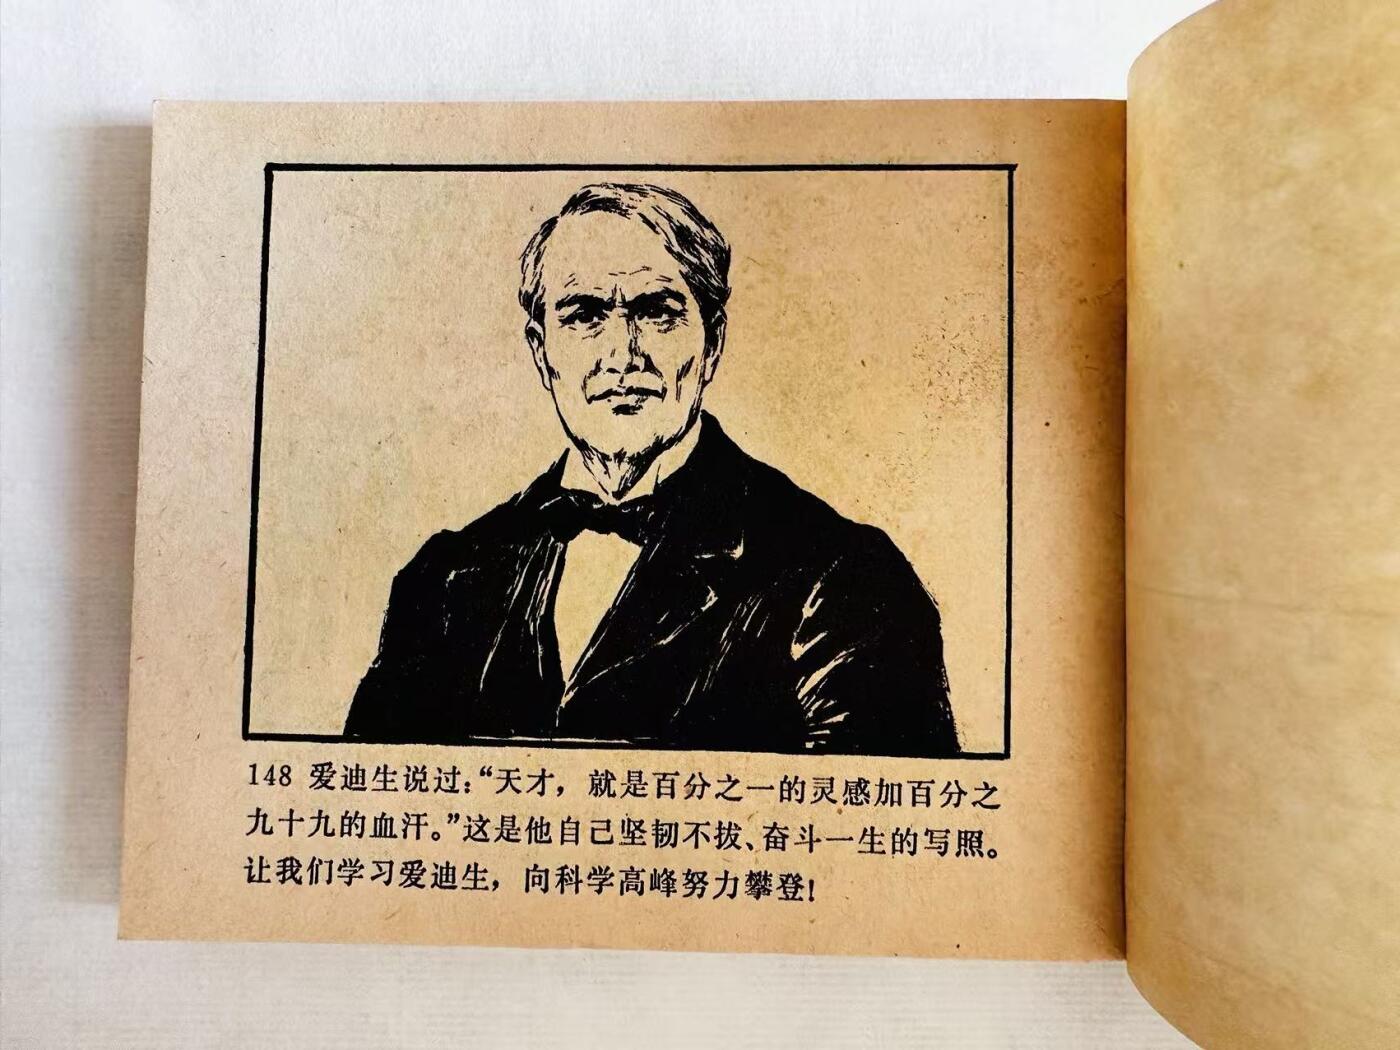 148 爱迪生说过:“天才，就是百分之一的灵感加百分之
九十九的血汗。”这是他自己坚韧不拔、奋斗一生的写照。
让我们学习爱迪生，向科学高峰努力攀登!